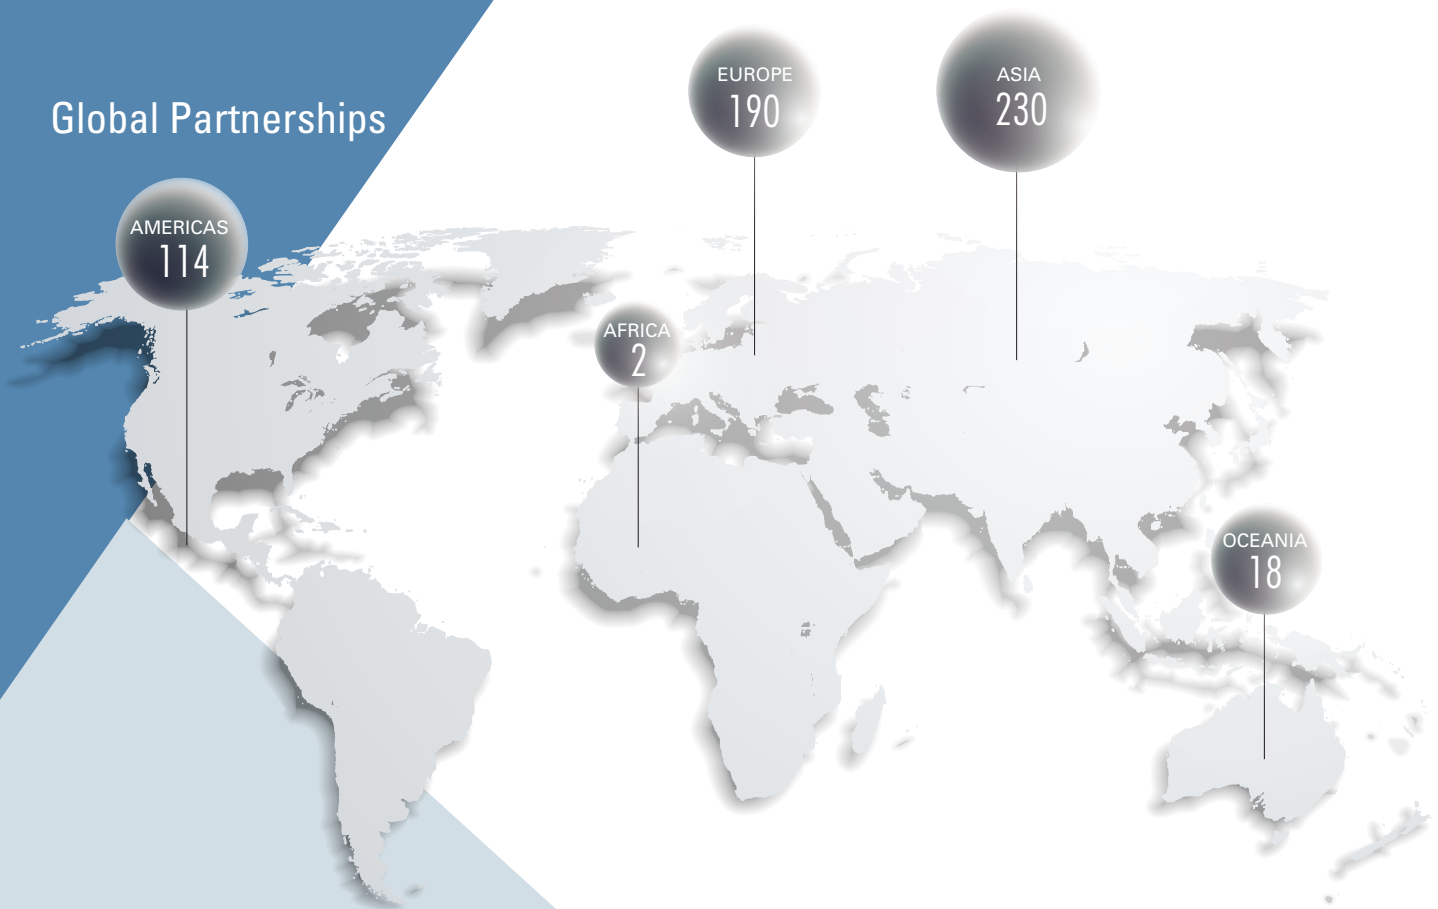 Global Partnerships
EUROPE
190
ASIA
230
AMERICAS
114
AFRICA
2
OCEANIA
18